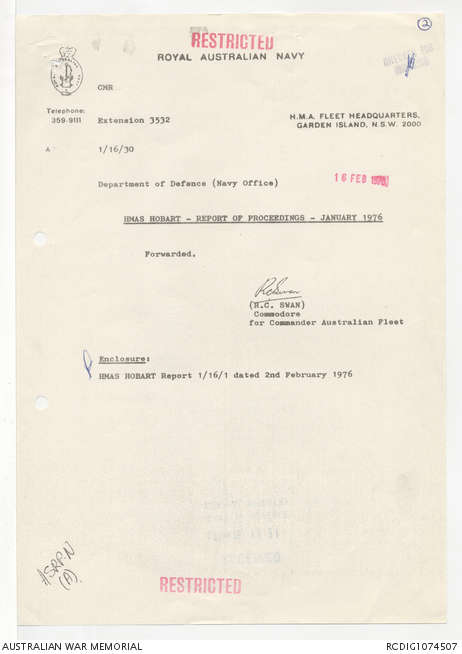 2
RESTRICTED
ROYAL AUSTRALIAN NAVY
CMR
Telephone:
359-9111
Extension 3532
H.M.A. FLEET HEADQUARTERS,
GARDEN ISLAND, N.S.W. 2000
A
1/16/30
Department of Defence (Navy Office)
16 FEB 1976
HMAS HOBART - REPORT OF PROCEEDINGS - JANUARY 1976
Forwarded.
(R.C. SWAN)
Commodore
for Commander Australian Fleet
Enclosure:
HMAS HOBART Report 1/16/1 dated 2nd February 1976
(A)
RESTRICTED
AUSTRALIAN WAR MEMORIAL
RCDIG1074507